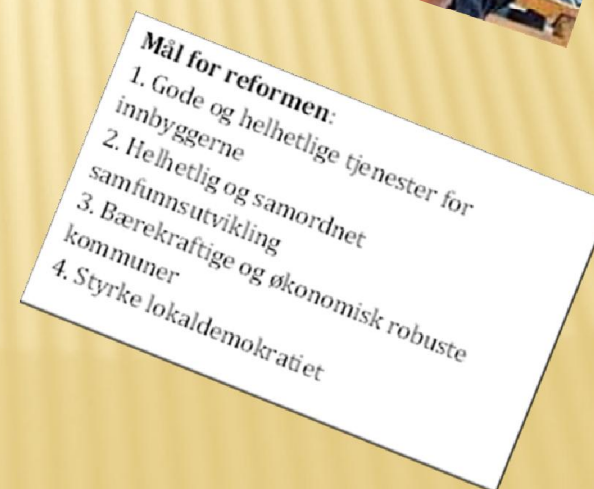 Mål for reformen:
1. Gode og helhetlige tjenester for
innbyggerne
2. Helhetlig og samordnet
samfunnsutvikling
3. Bærekraftige og økonomisk robuste
kommuner
4. Styrke lokaldemokratiet